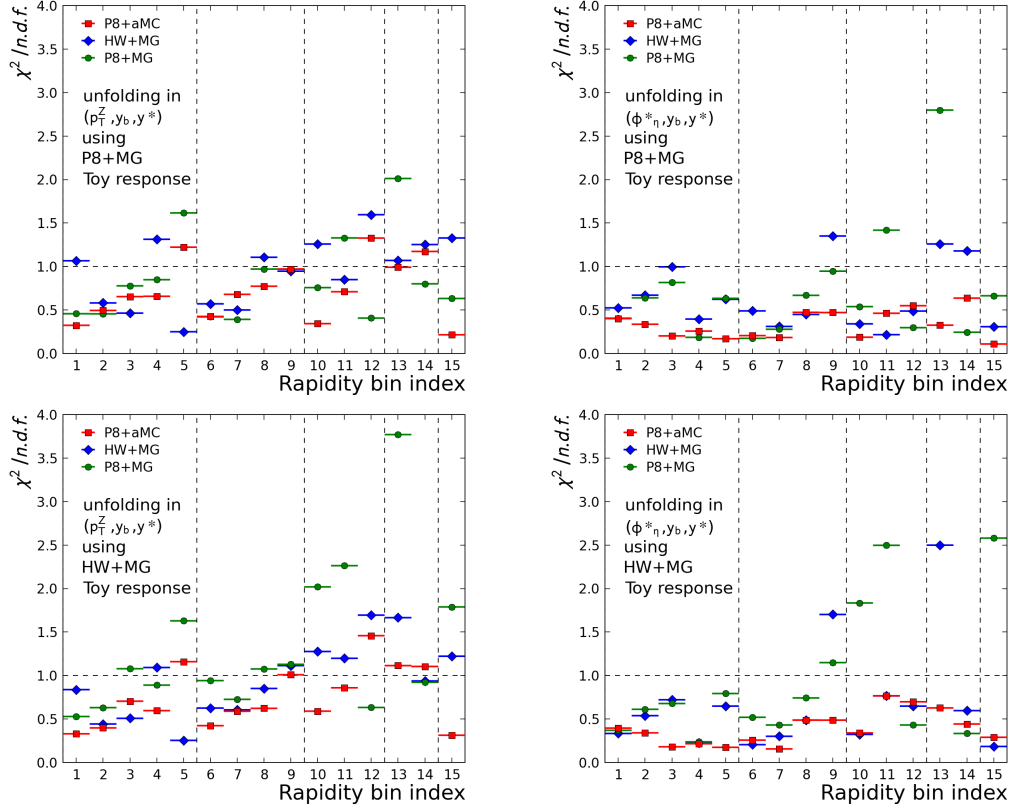 4.0
3.5
3.0
2.5
2.0
1.5
1.0
0.5
0.0
χ² /n.d.f.
P8+aMC
HW+MG
P8+MG
unfolding in
(p_T^Z,y_b,y*)
using
P8+MG
Toy response
1 2 3 4 5 6 7 8 9 10 11 12 13 14 15
Rapidity bin index
4.0
3.5
3.0
2.5
2.0
1.5
1.0
0.5
0.0
χ² /n.d.f.
P8+aMC
HW+MG
P8+MG
unfolding in
(ϕ*_η,y_b,y*)
using
P8+MG
Toy response
1 2 3 4 5 6 7 8 9 10 11 12 13 14 15
Rapidity bin index
4.0
3.5
3.0
2.5
2.0
1.5
1.0
0.5
0.0
χ² /n.d.f.
P8+aMC
HW+MG
P8+MG
unfolding in
(p_T^Z,y_b,y*)
using
HW+MG
Toy response
1 2 3 4 5 6 7 8 9 10 11 12 13 14 15
Rapidity bin index
4.0
3.5
3.0
2.5
2.0
1.5
1.0
0.5
0.0
χ² /n.d.f.
P8+aMC
HW+MG
P8+MG
unfolding in
(ϕ*_η,y_b,y*)
using
HW+MG
Toy response
1 2 3 4 5 6 7 8 9 10 11 12 13 14 15
Rapidity bin index